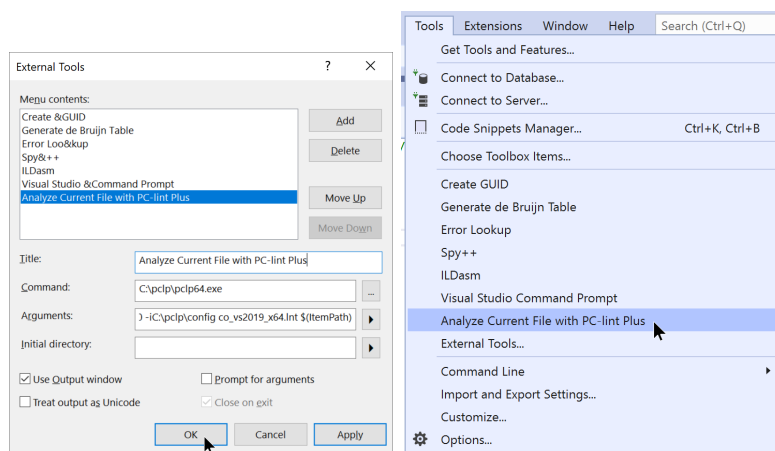 External Tools
?
Menu contents:
Create &GUID
Generate de Bruijn Table
Error Loo&kup
Spy&++
ILDasm
Visual Studio &Command Prompt
Analyze Current File with PC-lint Plus
Add
Delete
Move Up
Move Down
Title:
Analyze Current File with PC-lint Plus
Command:
C:\pclp\pclp64.exe
...
Arguments:
-iC:\pclp\config co_vs2019_x64.lnt $(ItemPath)
Initial directory:
Use Output window
Prompt for arguments
Treat output as Unicode
Close on exit
OK
Cancel
Apply
Tools Extensions Window Help Search (Ctrl+Q)
Get Tools and Features...
Connect to Database...
Connect to Server...
Code Snippets Manager... Ctrl+K, Ctrl+B
Choose Toolbox Items...
Create GUID
Generate de Bruijn Table
Error Lookup
Spy++
ILDasm
Visual Studio Command Prompt
Analyze Current File with PC-lint Plus
External Tools...
Command Line
Import and Export Settings...
Customize...
Options...